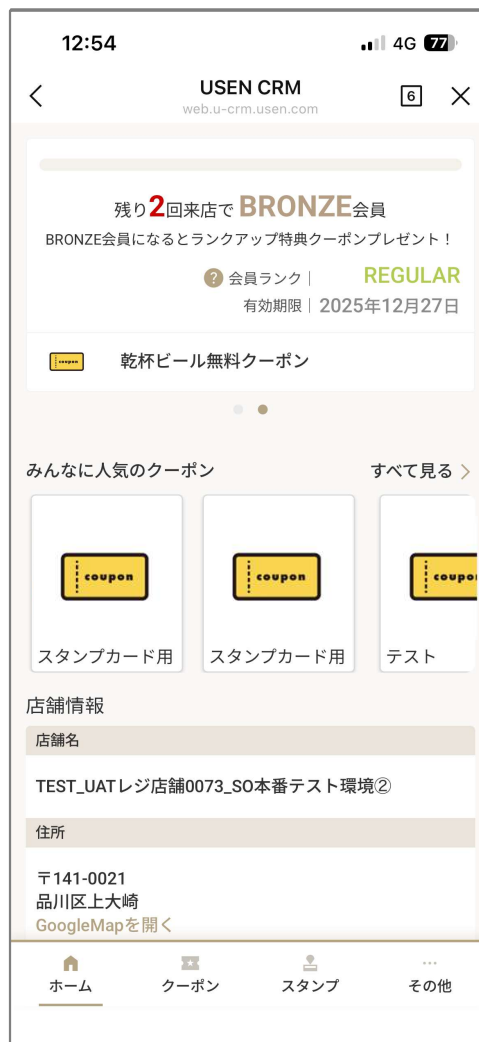 12:54
4G 77
USEN CRM
6
web.u-crm.usen.com
残り2回来店で BRONZE会員
BRONZE会員になるとランクアップ特典クーポンプレゼント！
? 会員ランク｜ REGULAR
有効期限｜ 2025年12月27日
coupon
乾杯ビール無料クーポン
みんなに人気のクーポン
すべて見る
coupon
coupon
coupo
スタンプカード用
スタンプカード用
テスト
店舗情報
店舗名
TEST_UATレジ店舗0073_SO本番テスト環境②
住所
〒141-0021
品川区上大崎
GoogleMapを開く
ホーム
クーポン
スタンプ
その他